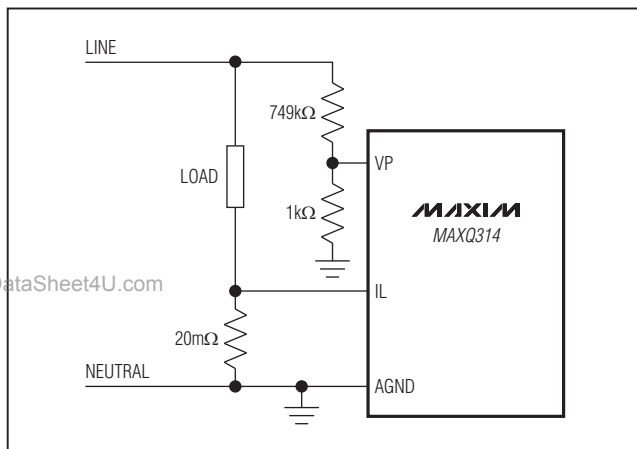 LINE
749kΩ
VP
LOAD
MAXIM
MAXQ314
1kΩ
DataSheet4U.com
IL
20mΩ
NEUTRAL
AGND